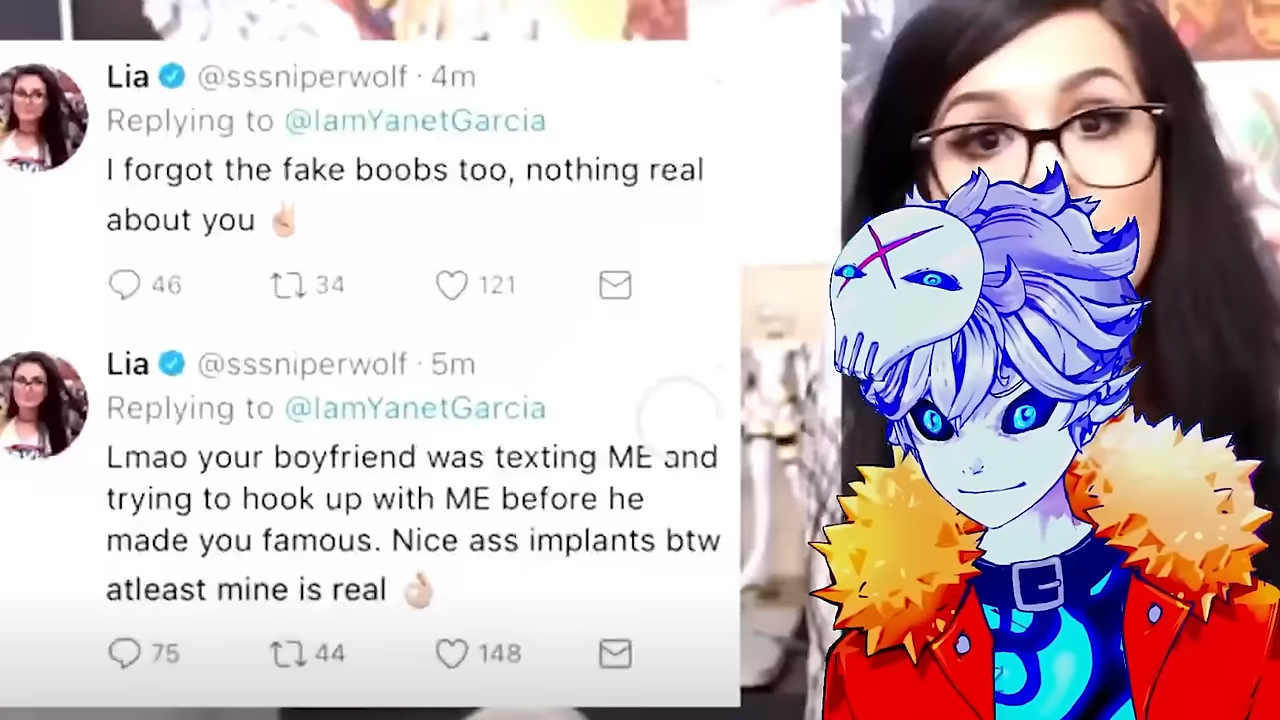 Lia @sssniperwolf · 4m
Replying to @IamYanetGarcia
I forgot the fake boobs too, nothing real
about you ✌🏻
46 34 121
Lia @sssniperwolf · 5m
Replying to @IamYanetGarcia
Lmao your boyfriend was texting ME and
trying to hook up with ME before he
made you famous. Nice ass implants btw
atleast mine is real 👌🏻
75 44 148